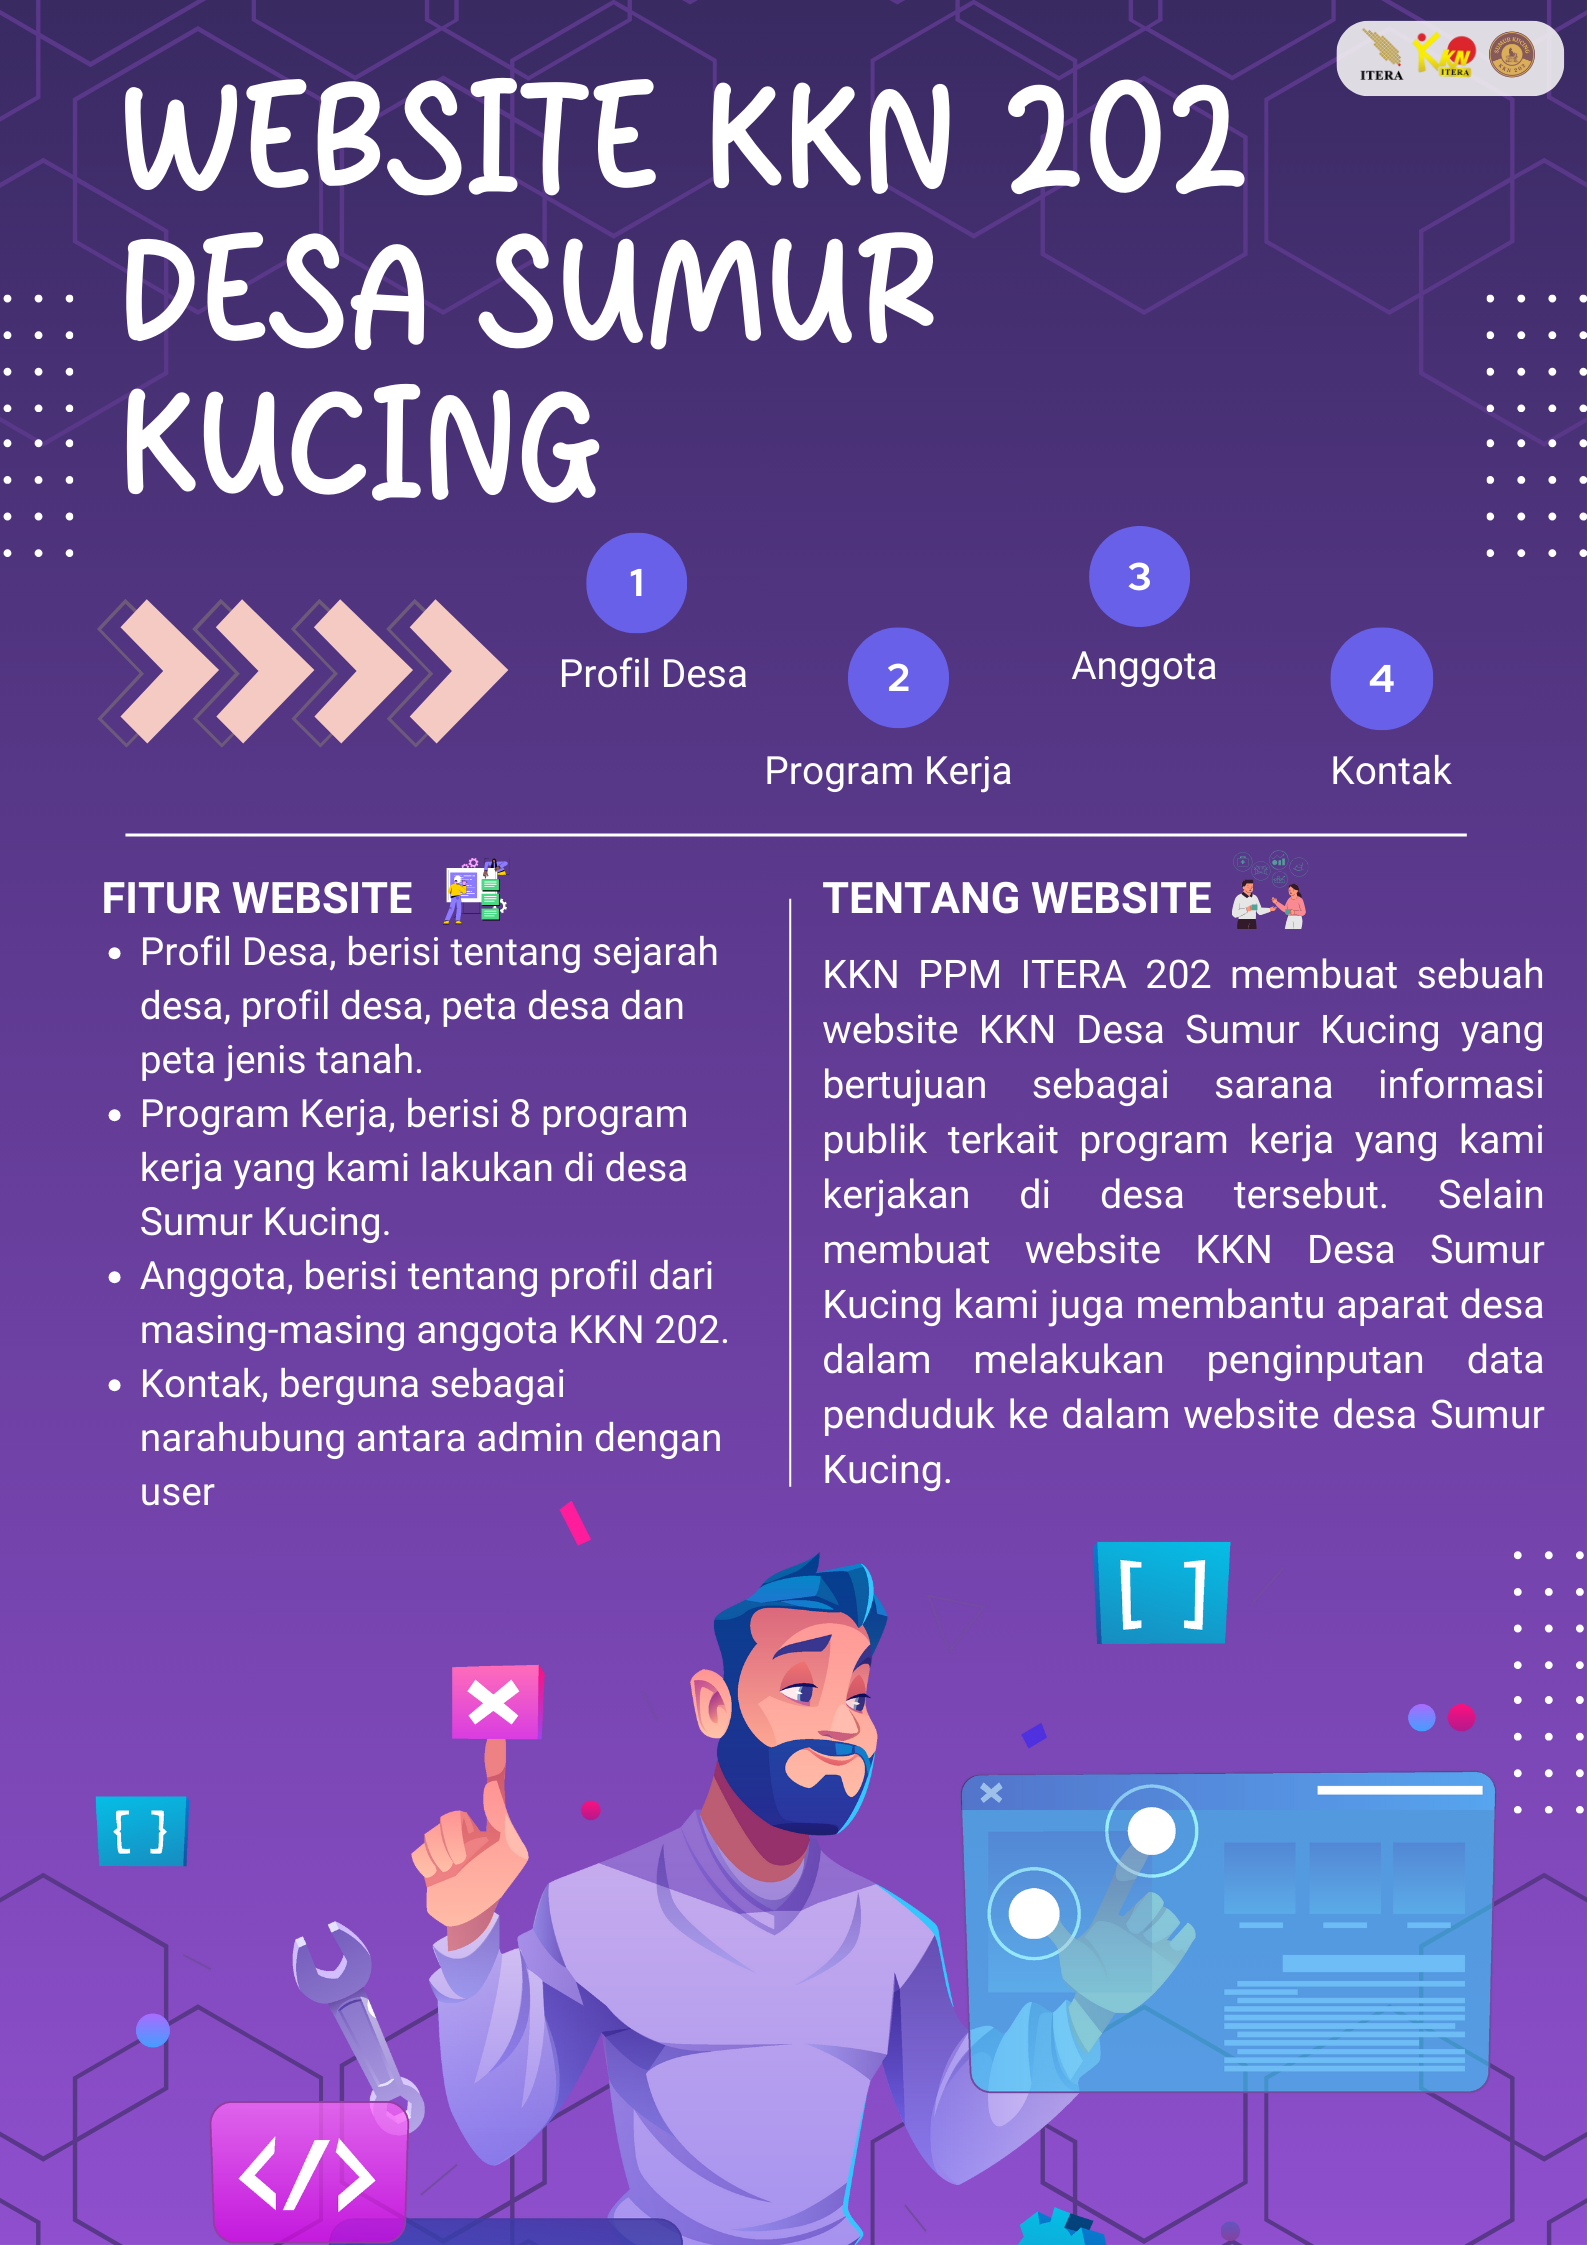 ITERA
KKN
ITERA
SUMUR KUCING
KKN 202
WEBSITE KKN 202
DESA SUMUR
KUCING
1
Profil Desa
2
Program Kerja
3
Anggota
4
Kontak
FITUR WEBSITE
• Profil Desa, berisi tentang sejarah
desa, profil desa, peta desa dan
peta jenis tanah.
• Program Kerja, berisi 8 program
kerja yang kami lakukan di desa
Sumur Kucing.
• Anggota, berisi tentang profil dari
masing-masing anggota KKN 202.
• Kontak, berguna sebagai
narahubung antara admin dengan
user
TENTANG WEBSITE
KKN PPM ITERA 202 membuat sebuah
website KKN Desa Sumur Kucing yang
bertujuan sebagai sarana informasi
publik terkait program kerja yang kami
kerjakan di desa tersebut. Selain
membuat website KKN Desa Sumur
Kucing kami juga membantu aparat desa
dalam melakukan penginputan data
penduduk ke dalam website desa Sumur
Kucing.
[ ]
{ }
</>